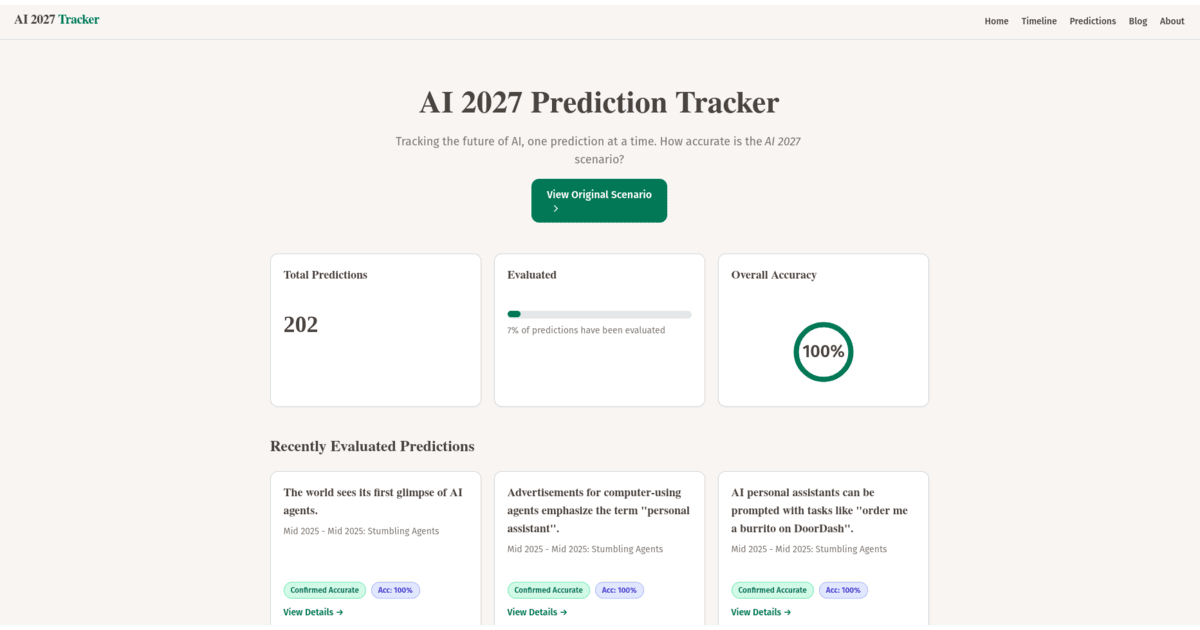 AI 2027 Tracker
Home Timeline Predictions Blog About
AI 2027 Prediction Tracker
Tracking the future of AI, one prediction at a time. How accurate is the AI 2027
scenario?
View Original Scenario
Total Predictions
202
Evaluated
7% of predictions have been evaluated
Overall Accuracy
100%
Recently Evaluated Predictions
The world sees its first glimpse of AI
agents.
Mid 2025 - Mid 2025: Stumbling Agents
Confirmed Accurate Acc: 100%
View Details →
Advertisements for computer-using
agents emphasize the term "personal
assistant".
Mid 2025 - Mid 2025: Stumbling Agents
Confirmed Accurate Acc: 100%
View Details →
AI personal assistants can be
prompted with tasks like "order me
a burrito on DoorDash".
Mid 2025 - Mid 2025: Stumbling Agents
Confirmed Accurate Acc: 100%
View Details →